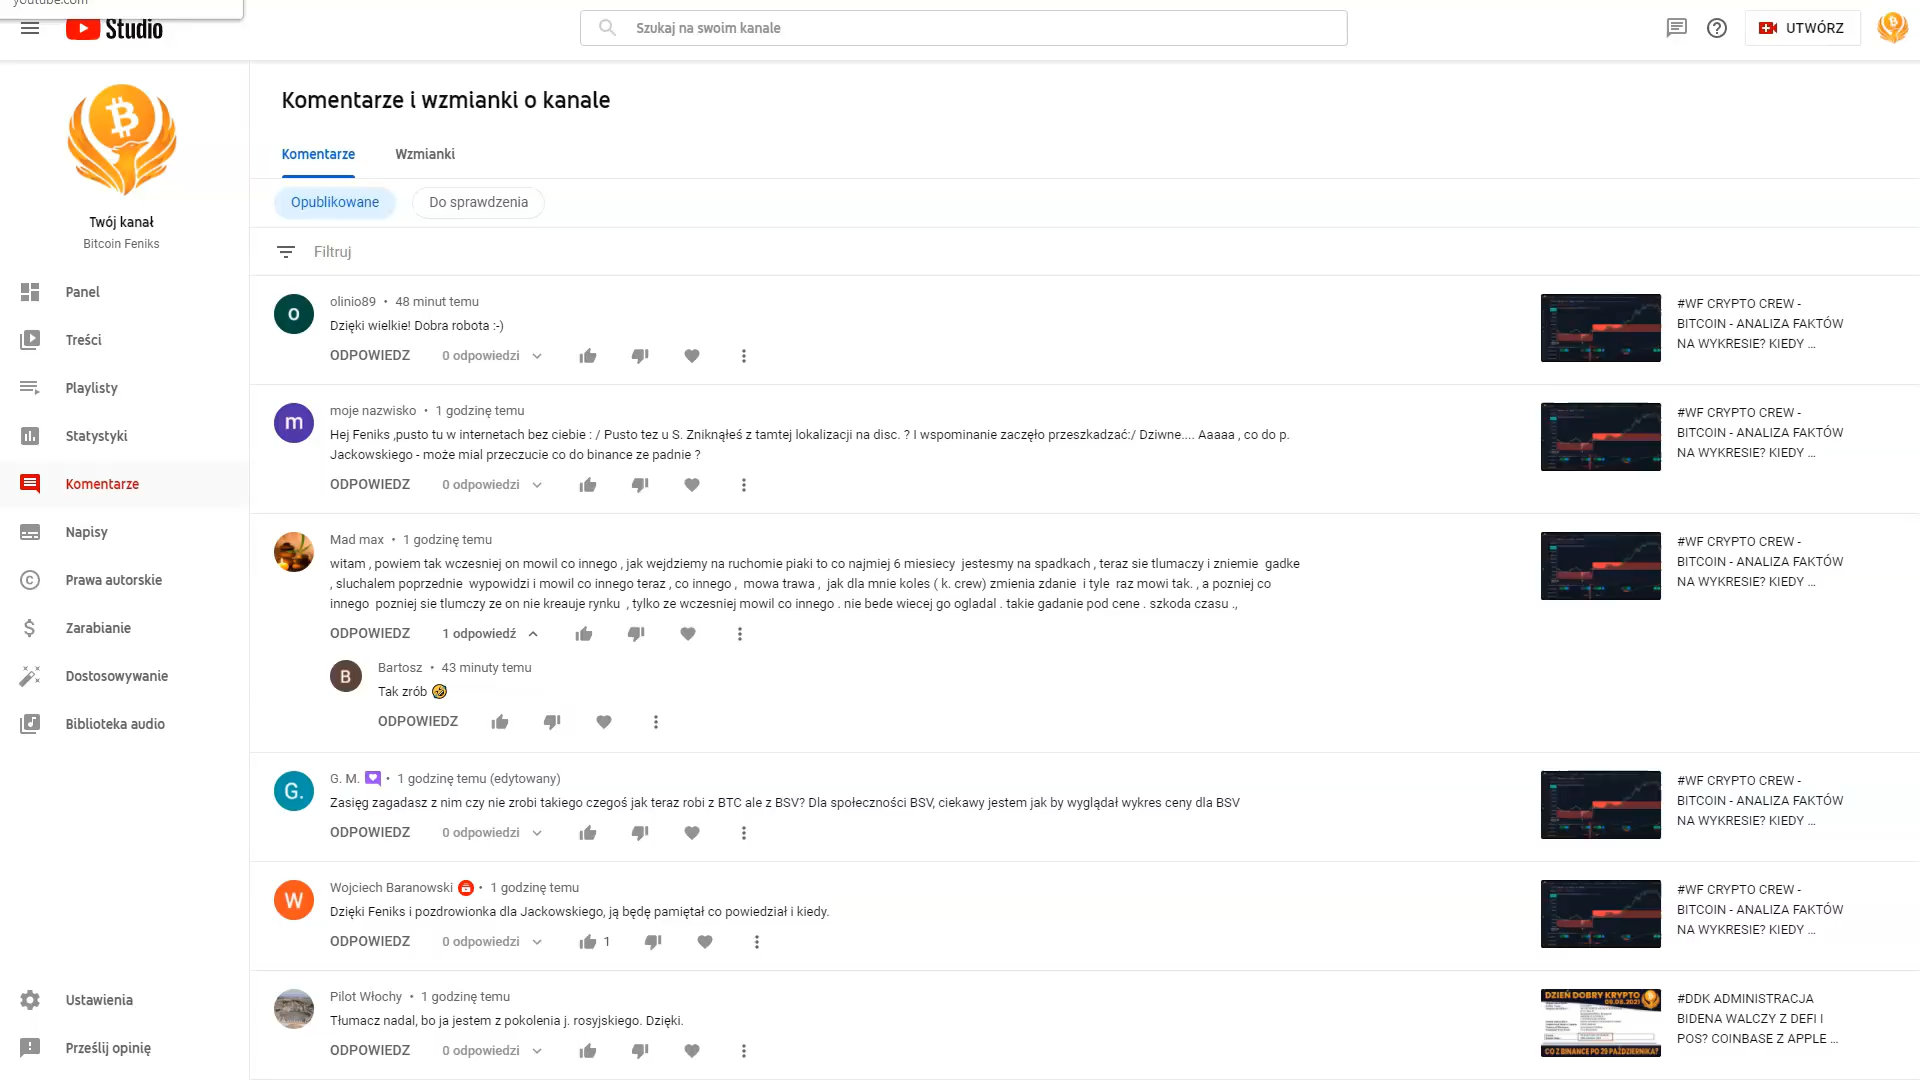 youtube.com
Studio
Szukaj na swoim kanale
UTWÓRZ
Twój kanał
Bitcoin Feniks
Panel
Treści
Playlisty
Statystyki
Komentarze
Napisy
Prawa autorskie
Zarabianie
Dostosowywanie
Biblioteka audio
Ustawienia
Prześlij opinię
Komentarze i wzmianki o kanale
Komentarze
Wzmianki
Opublikowane
Do sprawdzenia
Filtruj
o
olinio89 • 48 minut temu
Dzięki wielkie! Dobra robota :-)
ODPOWIEDZ 0 odpowiedzi
#WF CRYPTO CREW -
BITCOIN - ANALIZA FAKTÓW
NA WYKRESIE? KIEDY ...
m
moje nazwisko • 1 godzinę temu
Hej Feniks ,pusto tu w internetach bez ciebie : / Pusto tez u S. Zniknąłeś z tamtej lokalizacji na disc. ? I wspominanie zaczęło przeszkadzać:/ Dziwne.... Aaaaa , co do p.
Jackowskiego - może mial przeczucie co do binance ze padnie ?
ODPOWIEDZ 0 odpowiedzi
#WF CRYPTO CREW -
BITCOIN - ANALIZA FAKTÓW
NA WYKRESIE? KIEDY ...
Mad max • 1 godzinę temu
witam , powiem tak wczesniej on mowil co innego , jak wejdziemy na ruchomie piaki to co najmiej 6 miesiecy jestesmy na spadkach , teraz sie tlumaczy i zniemie gadke
, sluchalem poprzednie wypowidzi i mowil co innego teraz , co innego , mowa trawa , jak dla mnie koles ( k. crew) zmienia zdanie i tyle raz mowi tak. , a pozniej co
innego pozniej sie tlumczy ze on nie kreauje rynku , tylko ze wczesniej mowil co innego . nie bede wiecej go ogladal . takie gadanie pod cene . szkoda czasu .,
ODPOWIEDZ 1 odpowiedź
#WF CRYPTO CREW -
BITCOIN - ANALIZA FAKTÓW
NA WYKRESIE? KIEDY ...
B
Bartosz • 43 minuty temu
Tak zrób 🤣
ODPOWIEDZ
G.
G. M. • 1 godzinę temu (edytowany)
Zasięg zagadasz z nim czy nie zrobi takiego czegoś jak teraz robi z BTC ale z BSV? Dla społeczności BSV, ciekawy jestem jak by wyglądał wykres ceny dla BSV
ODPOWIEDZ 0 odpowiedzi
#WF CRYPTO CREW -
BITCOIN - ANALIZA FAKTÓW
NA WYKRESIE? KIEDY ...
W
Wojciech Baranowski • 1 godzinę temu
Dzięki Feniks i pozdrowionka dla Jackowskiego, ją będę pamiętał co powiedział i kiedy.
ODPOWIEDZ 0 odpowiedzi 1
#WF CRYPTO CREW -
BITCOIN - ANALIZA FAKTÓW
NA WYKRESIE? KIEDY ...
Pilot Włochy • 1 godzinę temu
Tłumacz nadal, bo ja jestem z pokolenia j. rosyjskiego. Dzięki.
ODPOWIEDZ 0 odpowiedzi
DZIEŃ DOBRY KRYPTO
CO Z BINANCE PO 29 PAŹDZIERNIKA?
#DDK ADMINISTRACJA
BIDENA WALCZY Z DEFI I
POS? COINBASE Z APPLE ...